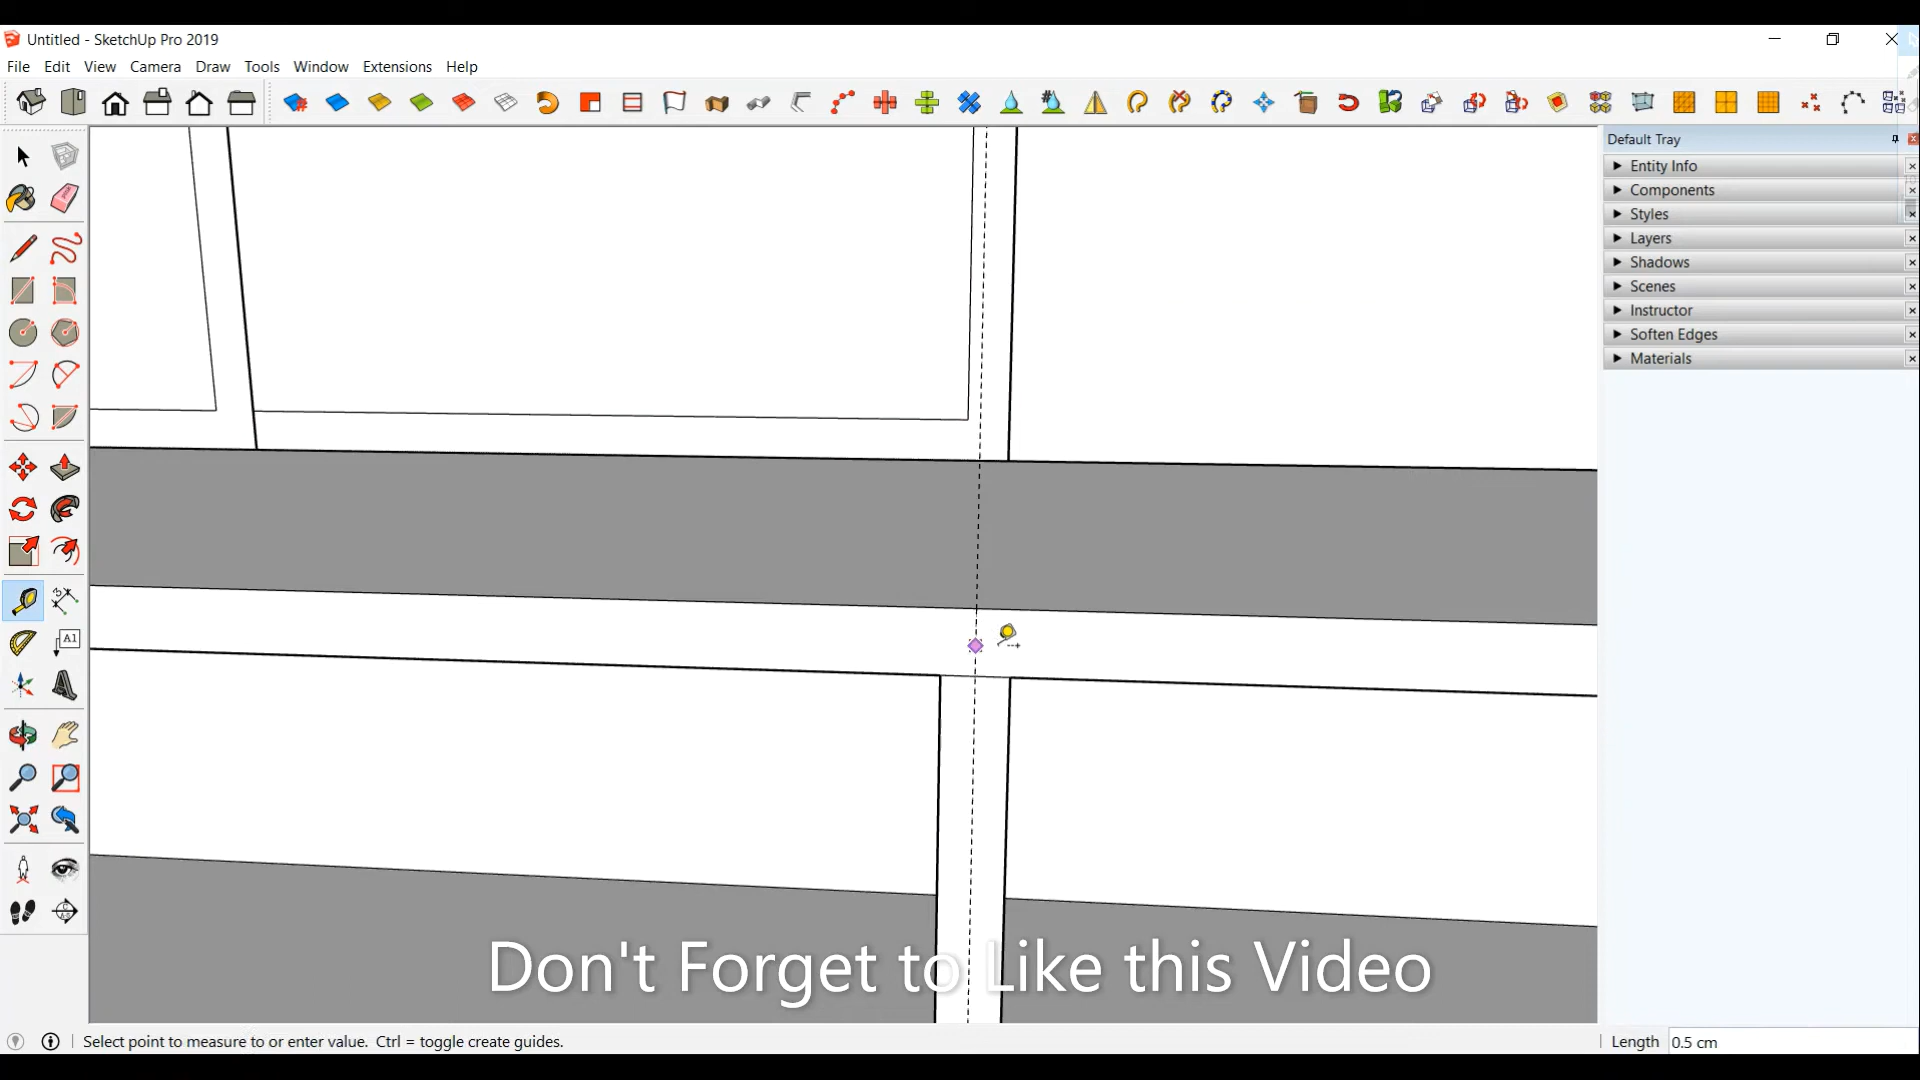 Untitled - SketchUp Pro 2019
File Edit View Camera Draw Tools Window Extensions Help
Default Tray
Entity Info
Components
Styles
Layers
Shadows
Scenes
Instructor
Soften Edges
Materials
A1
Don't Forget to Like this Video
Select point to measure to or enter value. Ctrl = toggle create guides.
Length 0.5 cm